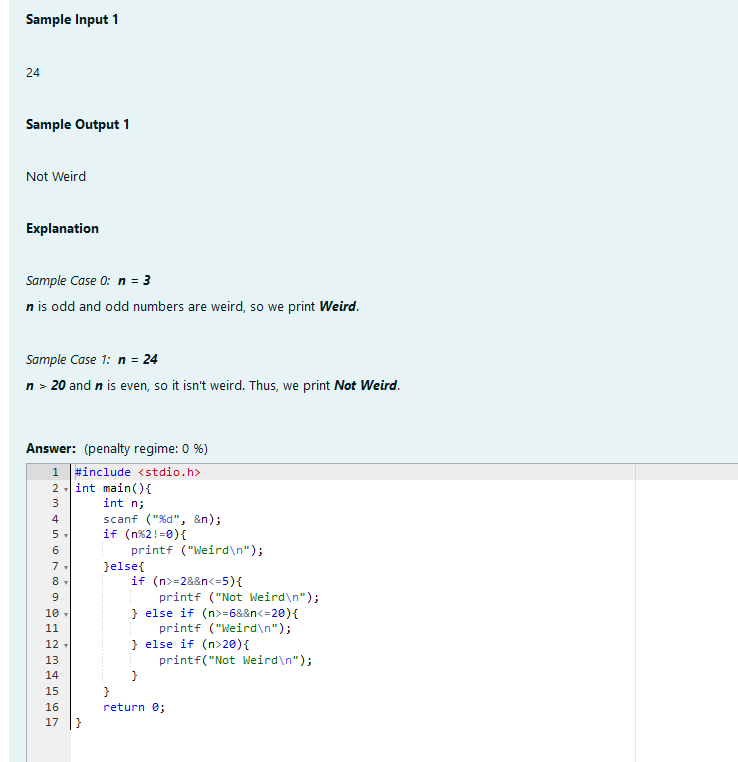 Sample Input 1
24
Sample Output 1
Not Weird
Explanation
Sample Case 0: n = 3
n is odd and odd numbers are weird, so we print Weird.
Sample Case 1: n = 24
n > 20 and n is even, so it isn't weird. Thus, we print Not Weird.
Answer: (penalty regime: 0 %)
1 #include <stdio.h>
2 int main(){
3     int n;
4     scanf ("%d", &n);
5     if (n%2!=0){
6         printf ("Weird\n");
7     }else{
8         if (n>=2&&n<=5){
9             printf ("Not Weird\n");
10         } else if (n>=6&&n<=20){
11             printf ("Weird\n");
12         } else if (n>20){
13             printf("Not Weird\n");
14         }
15     }
16     return 0;
17 }